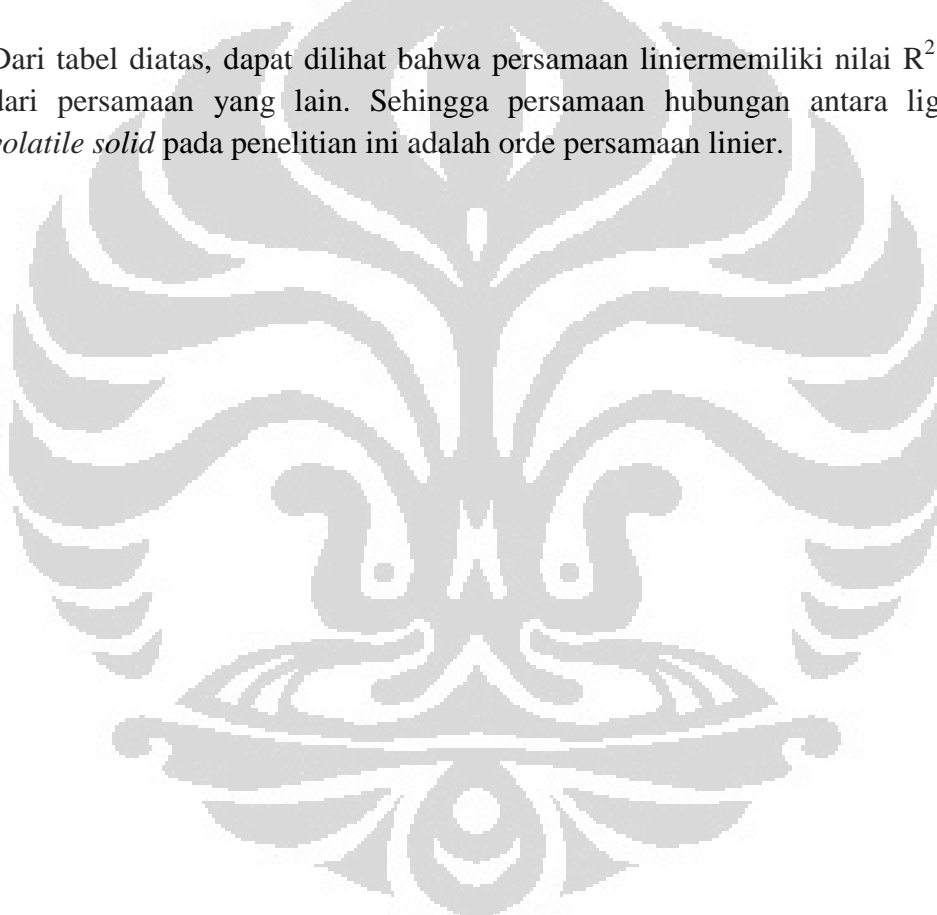 Dari tabel diatas, dapat dilihat bahwa persamaan liniermemiliki nilai R²
dari persamaan yang lain. Sehingga persamaan hubungan antara lig
volatile solid pada penelitian ini adalah orde persamaan linier.